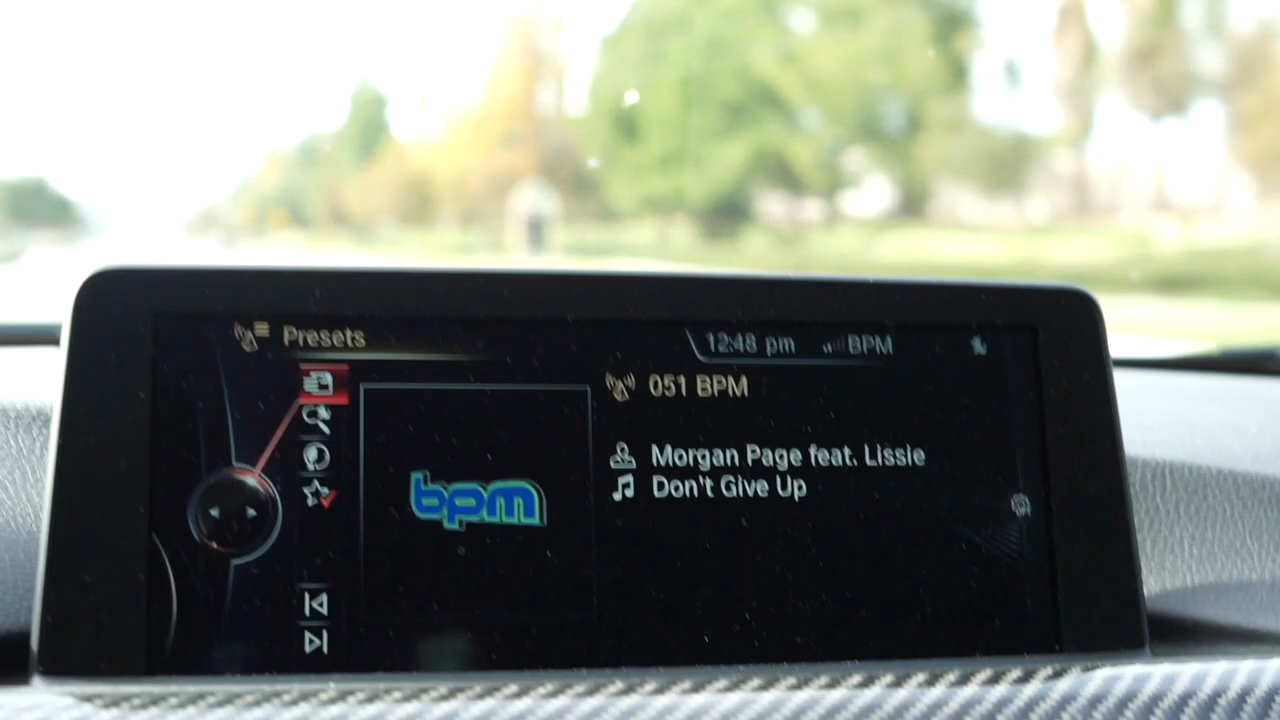 Presets
12:48 pm BPM
051 BPM
bpm
Morgan Page feat. Lissie
Don't Give Up